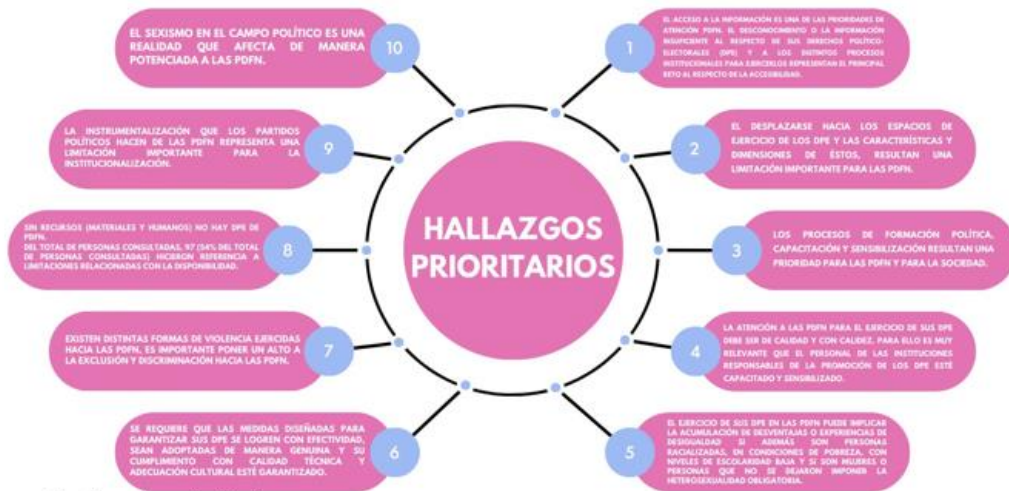 HALLAZGOS
PRIORITARIOS
1
EL ACCESO A LA INFORMACIÓN ES UNA DE LAS PRIORIDADES DE
ATENCIÓN PDFN. EL DESCONOCIMIENTO O LA INFORMACIÓN
INSUFICIENTE AL RESPECTO DE SUS DERECHOS POLÍTICO-
ELECTORALES (DPE) Y A LOS DISTINTOS PROCESOS
INSTITUCIONALES PARA EJERCERLOS REPRESENTAN EL PRINCIPAL
RETO AL RESPECTO DE LA ACCESIBILIDAD.
2
EL DESPLAZARSE HACIA LOS ESPACIOS DE
EJERCICIO DE LOS DPE Y LAS CARACTERÍSTICAS Y
DIMENSIONES DE ÉSTOS, RESULTAN UNA
LIMITACIÓN IMPORTANTE PARA LAS PDFN.
3
LOS PROCESOS DE FORMACIÓN POLÍTICA,
CAPACITACIÓN Y SENSIBILIZACIÓN RESULTAN UNA
PRIORIDAD PARA LAS PDFN Y PARA LA SOCIEDAD.
4
LA ATENCIÓN A LAS PDFN PARA EL EJERCICIO DE SUS DPE
DEBE SER DE CALIDAD Y CON CALIDEZ. PARA ELLO ES MUY
RELEVANTE QUE EL PERSONAL DE LAS INSTITUCIONES
RESPONSABLES DE LA PROMOCIÓN DE LOS DPE ESTÉ
CAPACITADO Y SENSIBILIZADO.
5
EL EJERCICIO DE SUS DPE EN LAS PDFN PUEDE IMPLICAR
LA ACUMULACIÓN DE DESVENTAJAS O EXPERIENCIAS DE
DESIGUALDAD SI ADEMÁS SON PERSONAS
RACIALIZADAS, EN CONDICIONES DE POBREZA, CON
NIVELES DE ESCOLARIDAD BAJA Y SÍ SON MUJERES O
PERSONAS QUE NO SE DEJARON IMPONER LA
HETEROSEXUALIDAD OBLIGATORIA.
6
SE REQUIERE QUE LAS MEDIDAS DISEÑADAS PARA
GARANTIZAR SUS DPE SE LOGREN CON EFECTIVIDAD,
SEAN ADOPTADAS DE MANERA GENUINA Y SU
CUMPLIMIENTO CON CALIDAD TÉCNICA Y
ADECUACIÓN CULTURAL ESTÉ GARANTIZADO.
7
EXISTEN DISTINTAS FORMAS DE VIOLENCIA EJERCIDAS
HACIA LAS PDFN, ES IMPORTANTE PONER UN ALTO A
LA EXCLUSIÓN Y DISCRIMINACIÓN HACIA LAS PDFN.
8
SIN RECURSOS (MATERIALES Y HUMANOS) NO HAY DPE DE
PDFN.
DEL TOTAL DE PERSONAS CONSULTADAS, 97 (54% DEL TOTAL
DE PERSONAS CONSULTADAS) HICIERON REFERENCIA A
LIMITACIONES RELACIONADAS CON LA DISPONIBILIDAD.
9
LA INSTRUMENTALIZACIÓN QUE LOS PARTIDOS
POLÍTICOS HACEN DE LAS PDFN REPRESENTA UNA
LIMITACIÓN IMPORTANTE PARA LA
INSTITUCIONALIZACIÓN.
10
EL SEXISMO EN EL CAMPO POLÍTICO ES UNA
REALIDAD QUE AFECTA DE MANERA
POTENCIADA A LAS PDFN.